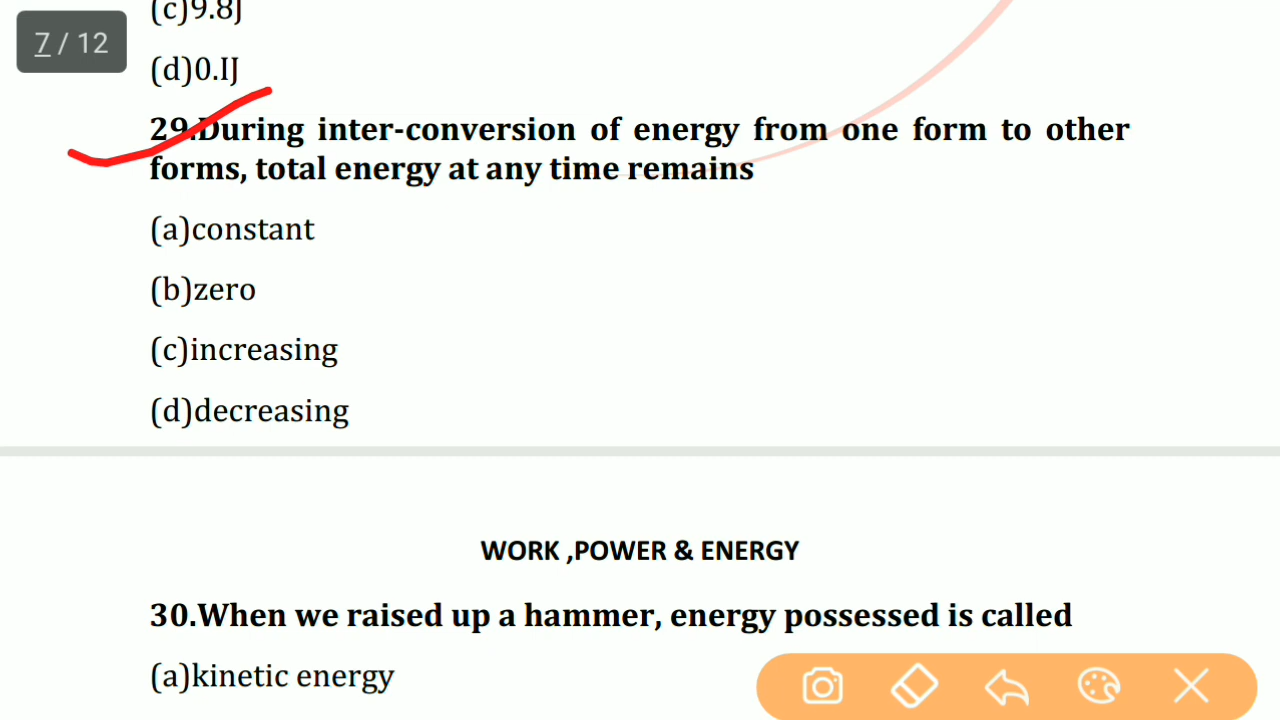 (c)9.8J
7 / 12
(d)0.IJ
29.During inter-conversion of energy from one form to other
forms, total energy at any time remains
(a)constant
(b)zero
(c)increasing
(d)decreasing
WORK ,POWER & ENERGY
30.When we raised up a hammer, energy possessed is called
(a)kinetic energy